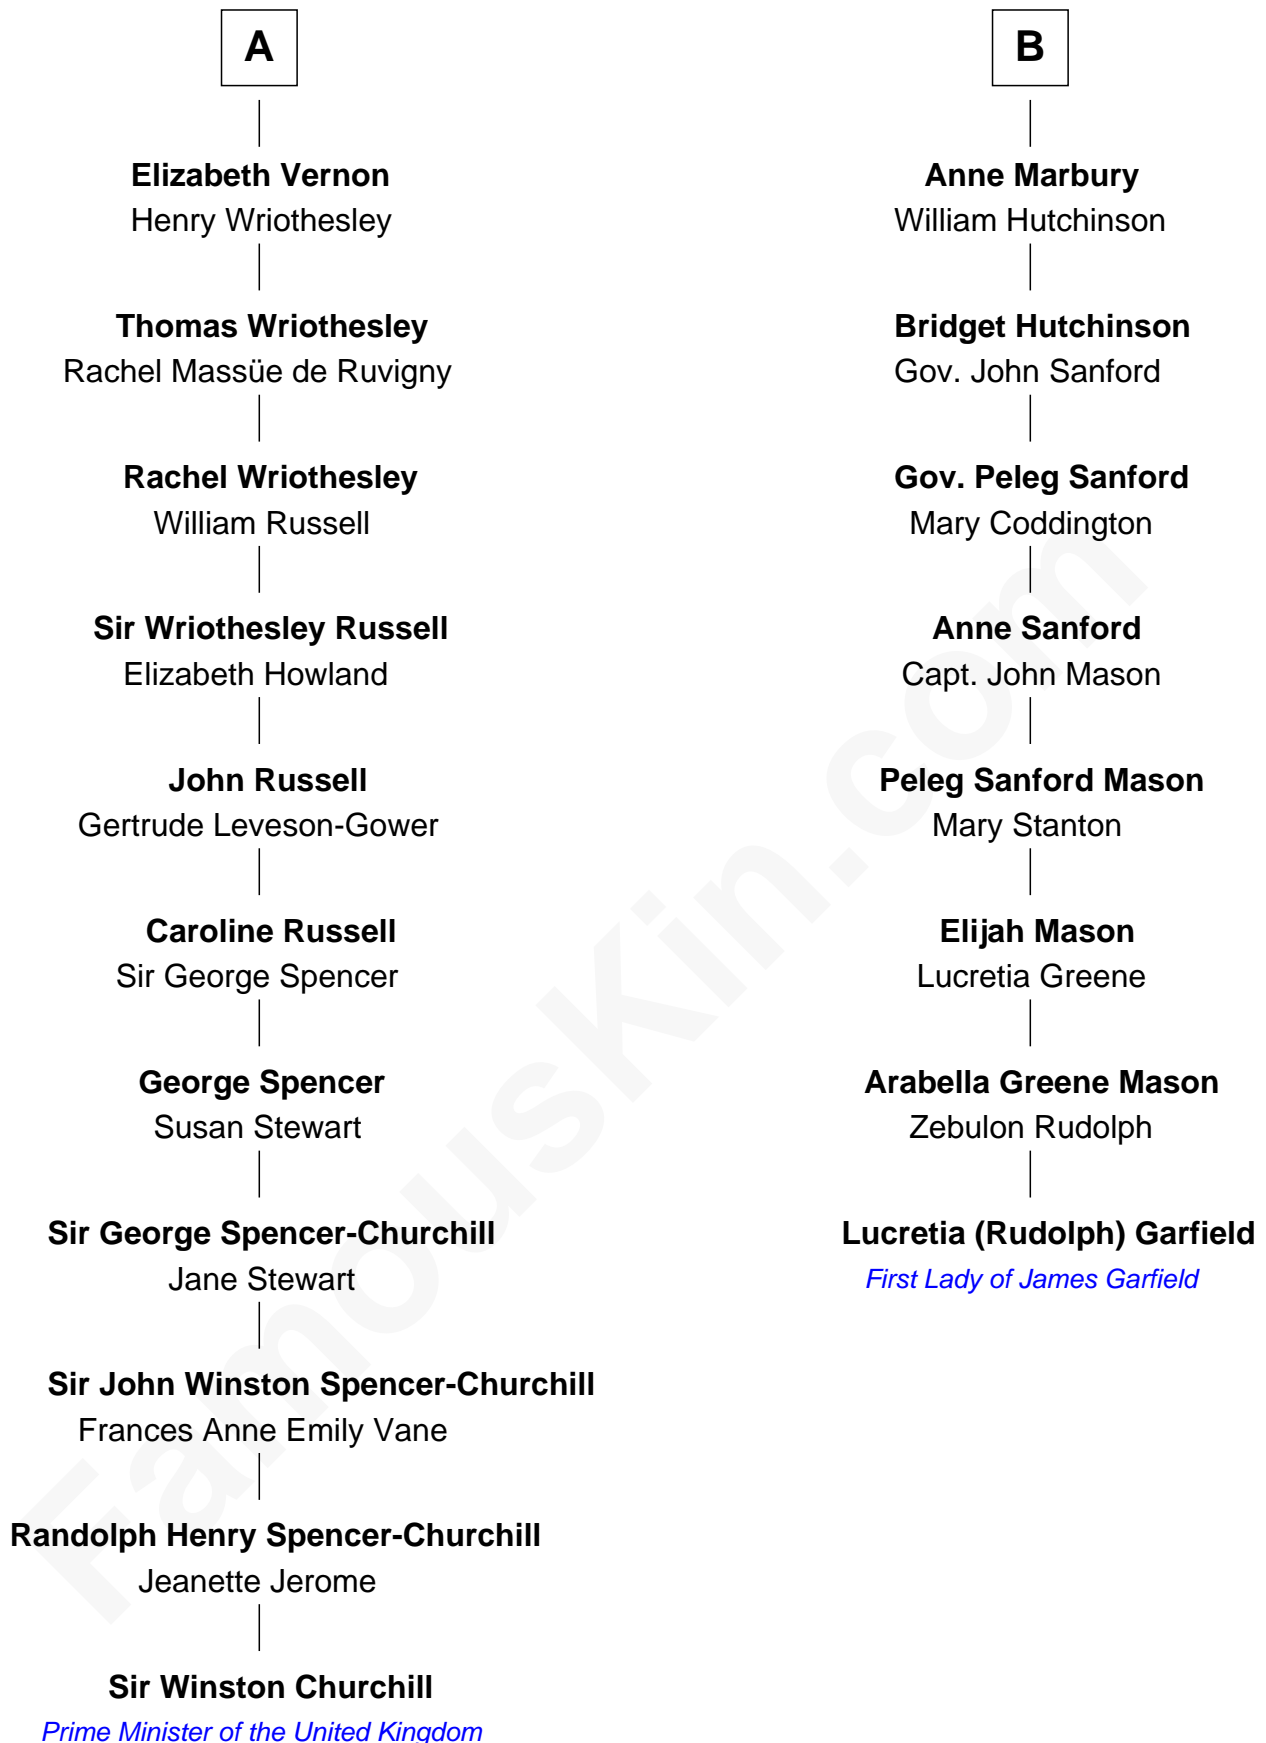 A
Elizabeth Vernon
Henry Wriothesley
Thomas Wriothesley
Rachel Massüe de Ruvigny
Rachel Wriothesley
William Russell
Sir Wriothesley Russell
Elizabeth Howland
John Russell
Gertrude Leveson-Gower
Caroline Russell
Sir George Spencer
George Spencer
Susan Stewart
Sir George Spencer-Churchill
Jane Stewart
Sir John Winston Spencer-Churchill
Frances Anne Emily Vane
Randolph Henry Spencer-Churchill
Jeanette Jerome
Sir Winston Churchill
Prime Minister of the United Kingdom
B
Anne Marbury
William Hutchinson
Bridget Hutchinson
Gov. John Sanford
Gov. Peleg Sanford
Mary Coddington
Anne Sanford
Capt. John Mason
Peleg Sanford Mason
Mary Stanton
Elijah Mason
Lucretia Greene
Arabella Greene Mason
Zebulon Rudolph
Lucretia (Rudolph) Garfield
First Lady of James Garfield
FamousKin.com